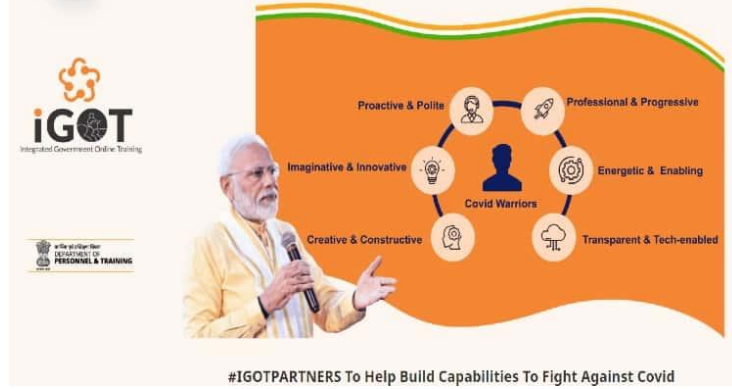 iGOT
Integrated Government Online Training
DEPARTMENT OF
PERSONNEL & TRAINING
Proactive & Polite
Professional & Progressive
Imaginative & Innovative
Energetic & Enabling
Covid Warriors
Creative & Constructive
Transparent & Tech-enabled
#IGOTPARTNERS To Help Build Capabilities To Fight Against Covid